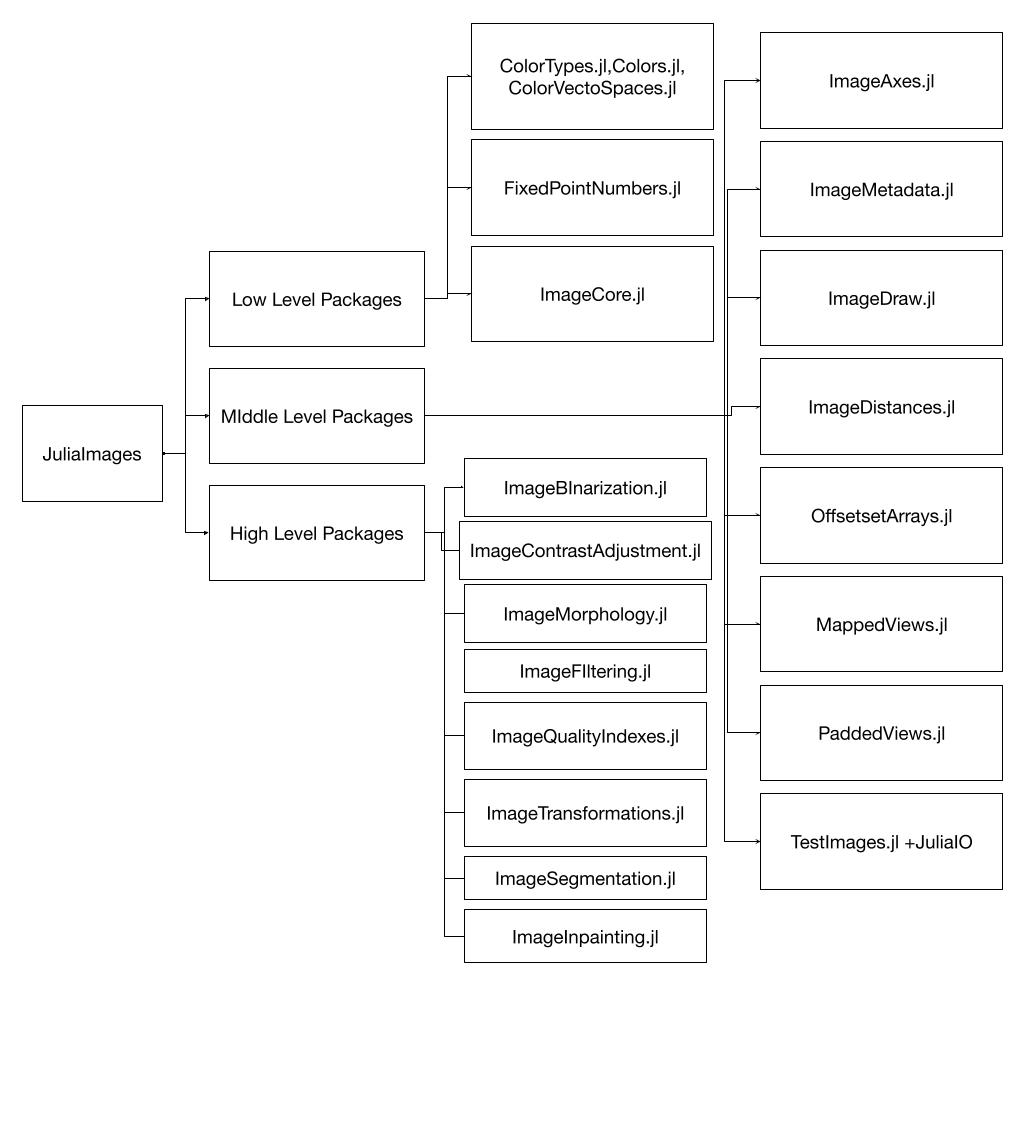 JuliaImages
Low Level Packages
ColorTypes.jl,Colors.jl,
ColorVectoSpaces.jl
FixedPointNumbers.jl
ImageCore.jl
MIddle Level Packages
ImageAxes.jl
ImageMetadata.jl
ImageDraw.jl
ImageDistances.jl
OffsetsetArrays.jl
MappedViews.jl
PaddedViews.jl
TestImages.jl +JuliaIO
High Level Packages
ImageBInarization.jl
ImageContrastAdjustment.jl
ImageMorphology.jl
ImageFIltering.jl
ImageQualityIndexes.jl
ImageTransformations.jl
ImageSegmentation.jl
ImageInpainting.jl